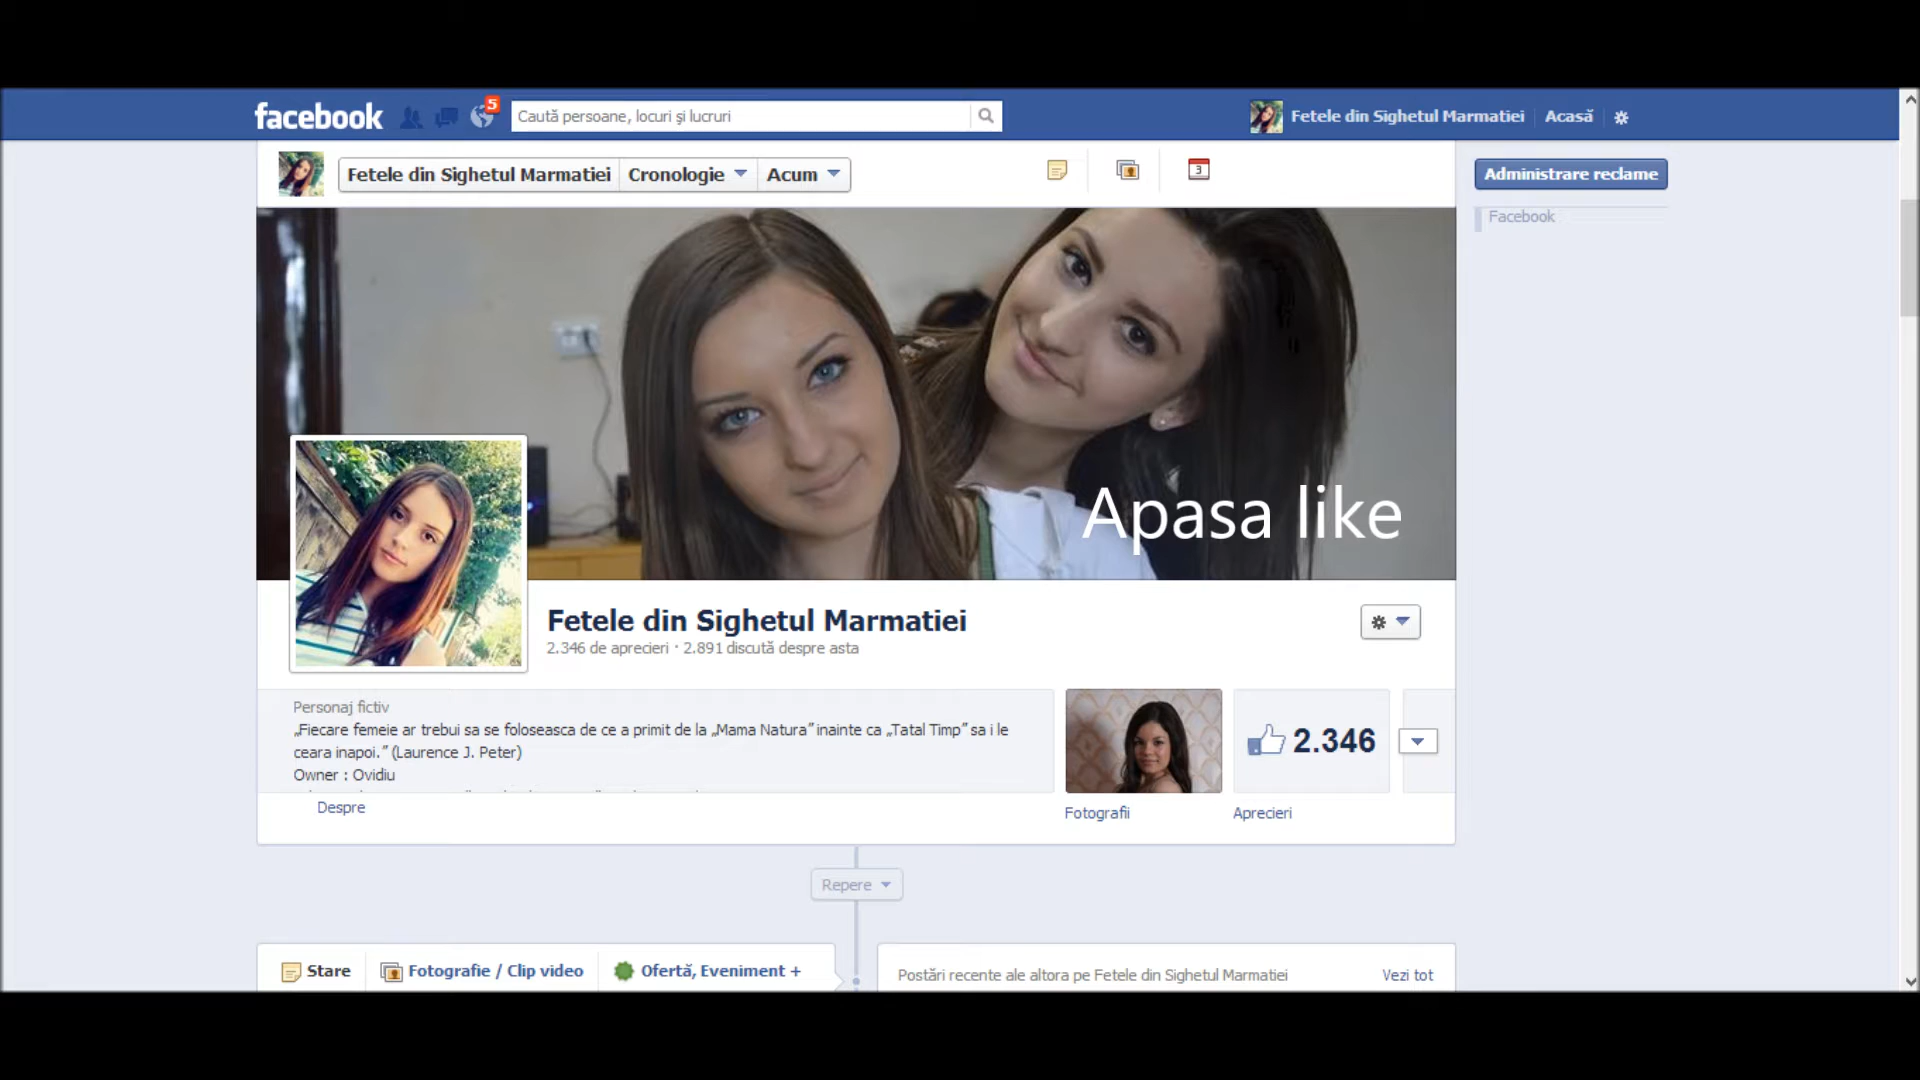 facebook
5
Caută persoane, locuri şi lucruri
Fetele din Sighetul Marmatiei
Acasă
Fetele din Sighetul Marmatiei
Cronologie
Acum
3
Administrare reclame
Facebook
Apasa like
Fetele din Sighetul Marmatiei
2.346 de aprecieri · 2.891 discută despre asta
Personaj fictiv
„Fiecare femeie ar trebui sa se foloseasca de ce a primit de la „Mama Natura” inainte ca „Tatal Timp” sa i le
ceara inapoi.” (Laurence J. Peter)
Owner : Ovidiu
Despre
2.346
Fotografii
Aprecieri
Repere
Stare
Fotografie / Clip video
Ofertă, Eveniment +
Postări recente ale altora pe Fetele din Sighetul Marmatiei
Vezi tot